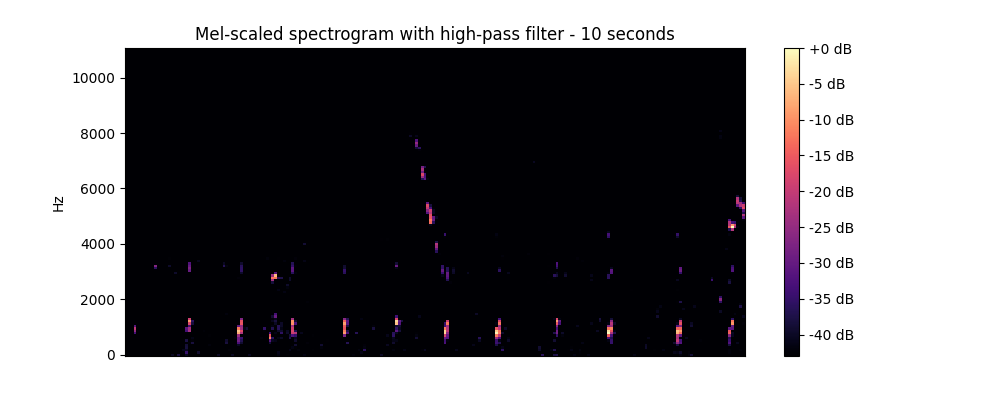 Mel-scaled spectrogram with high-pass filter - 10 seconds
10000
8000
6000
4000
2000
0
Hz
+0 dB
-5 dB
-10 dB
-15 dB
-20 dB
-25 dB
-30 dB
-35 dB
-40 dB